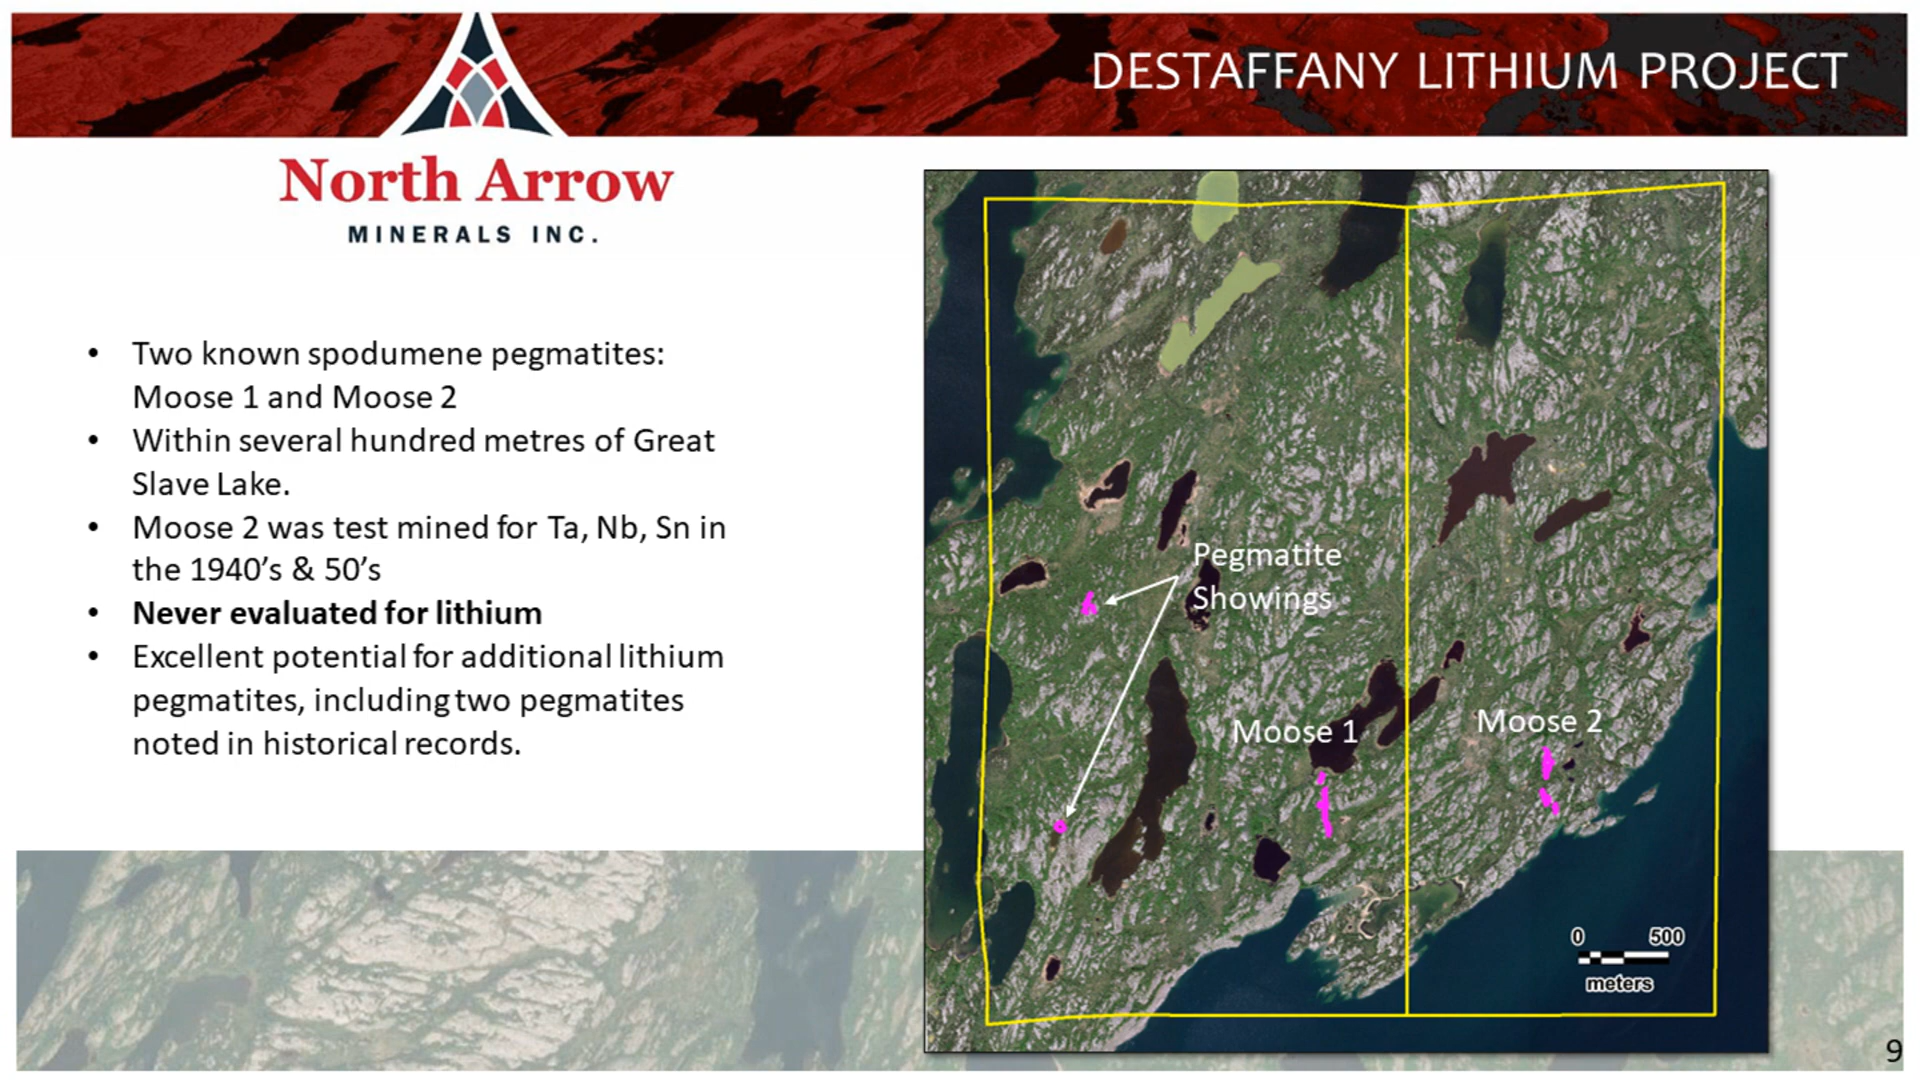 DESTAFFANY LITHIUM PROJECT
North Arrow
MINERALS INC.
• Two known spodumene pegmatites:
Moose 1 and Moose 2
• Within several hundred metres of Great
Slave Lake.
• Moose 2 was test mined for Ta, Nb, Sn in
the 1940’s & 50’s
• Never evaluated for lithium
• Excellent potential for additional lithium
pegmatites, including two pegmatites
noted in historical records.
Pegmatite
Showings
Moose 1
Moose 2
0 500
meters
9